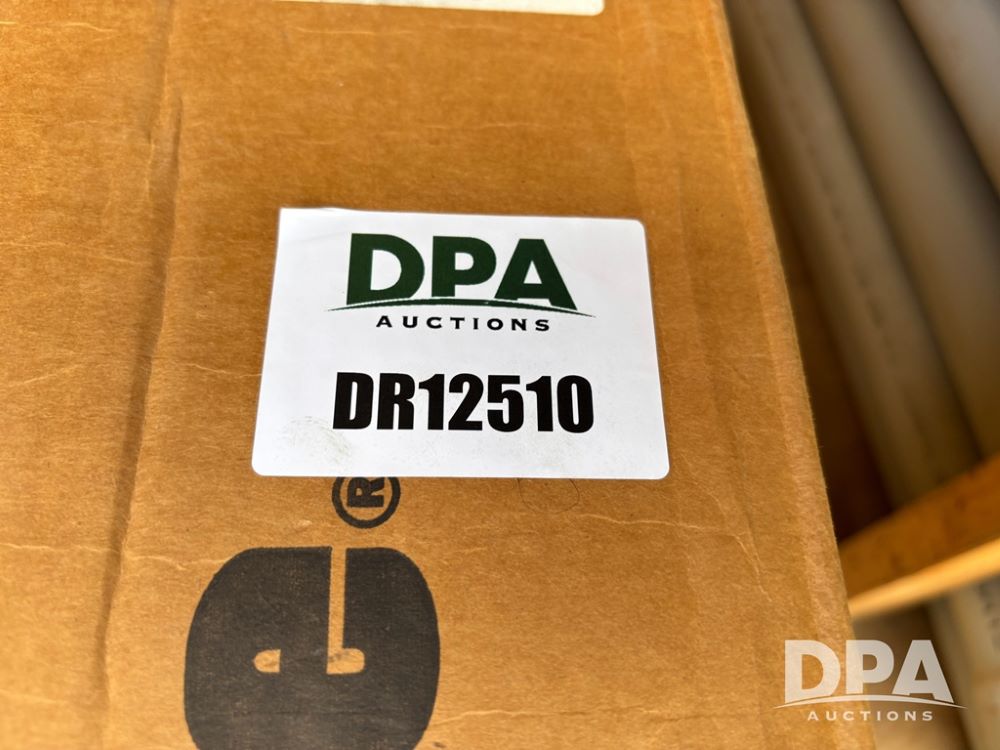 DPA
AUCTIONS
DR12510
®
e
DPA
AUCTIONS